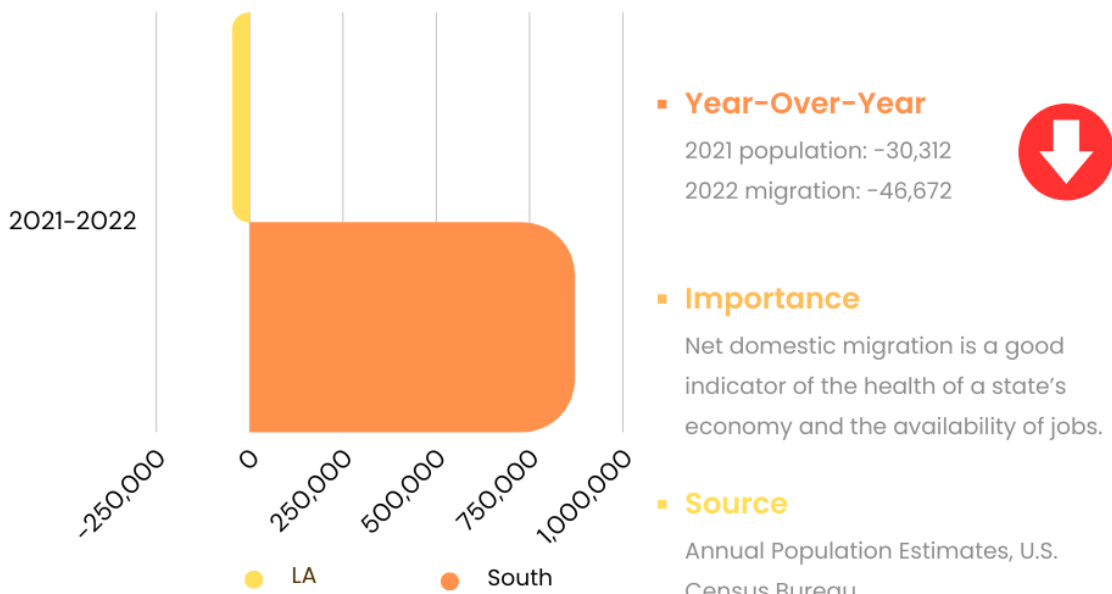 2021-2022
-250,000
0
250,000
500,000
750,000
1,000,000
LA
South
Year-Over-Year
2021 population: -30,312
2022 migration: -46,672
Importance
Net domestic migration is a good
indicator of the health of a state's
economy and the availability of jobs.
Source
Annual Population Estimates, U.S.
Census Bureau